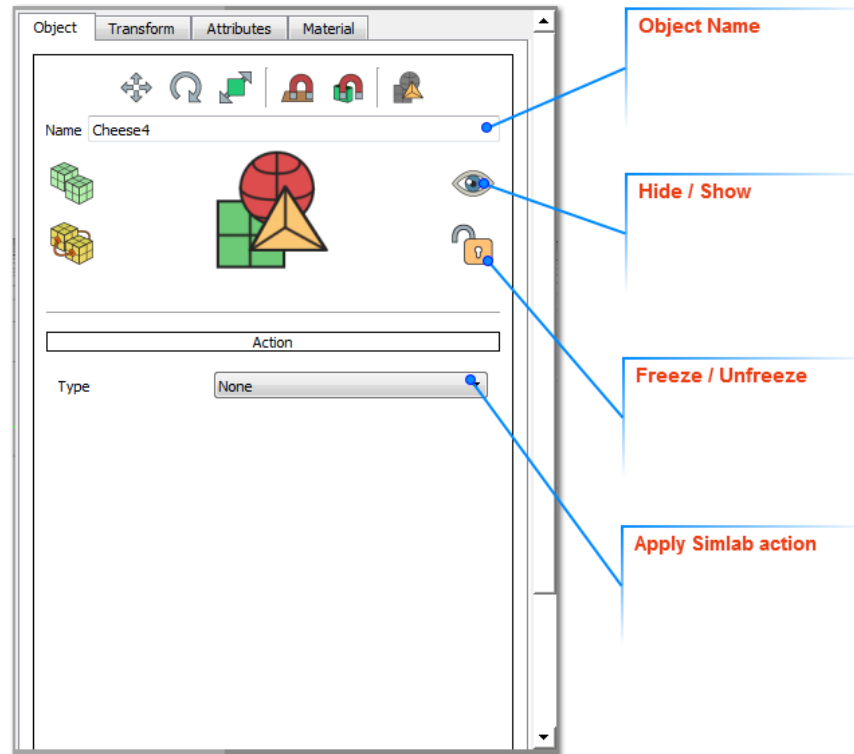 Object Transform Attributes Material
Object Name
Name Cheese4
Hide / Show
Action
Freeze / Unfreeze
Type None
Apply Simlab action